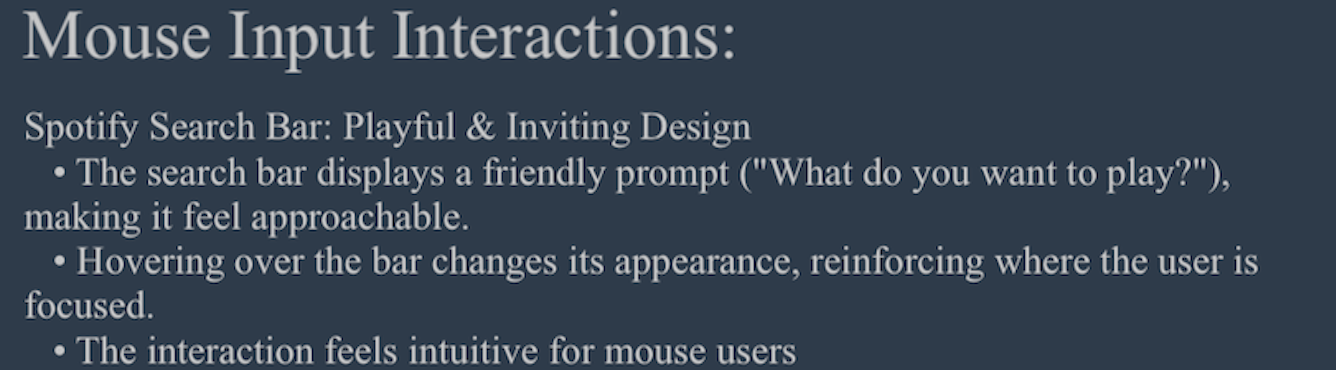 Mouse Input Interactions:
Spotify Search Bar: Playful & Inviting Design
• The search bar displays a friendly prompt ("What do you want to play?"),
making it feel approachable.
• Hovering over the bar changes its appearance, reinforcing where the user is
focused.
• The interaction feels intuitive for mouse users